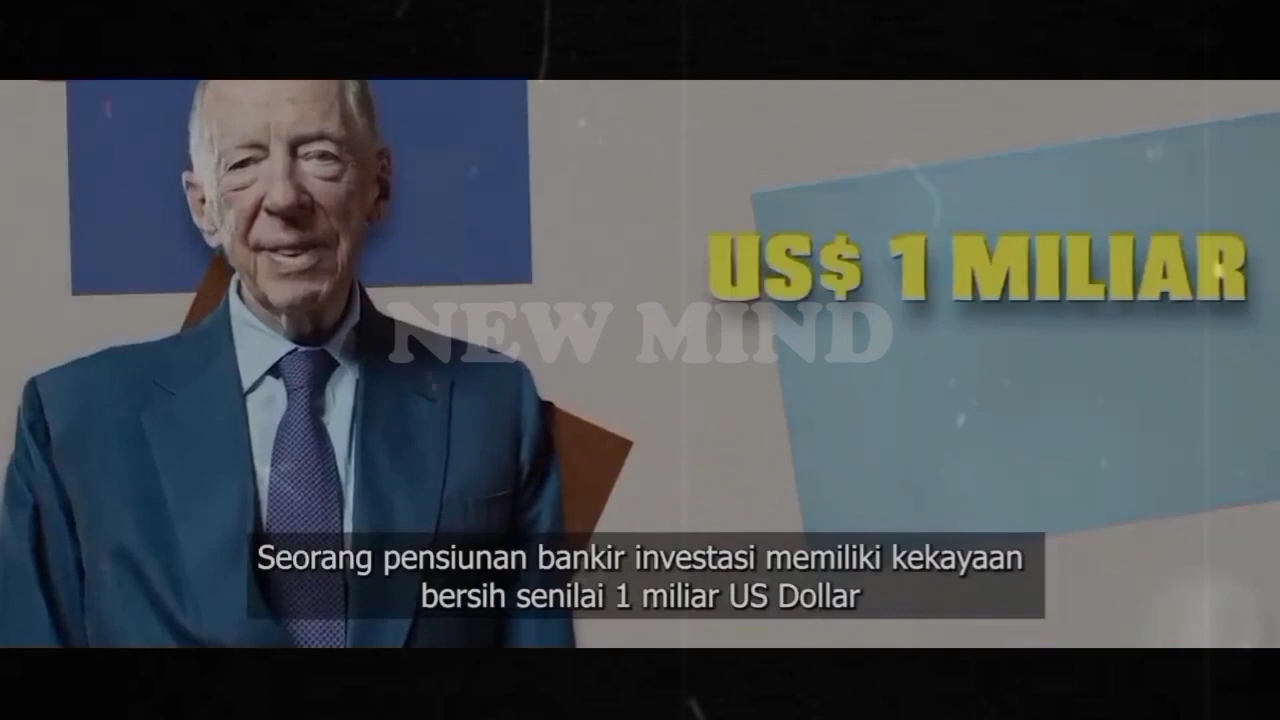 US$ 1 MILIAR
NEW MIND
Seorang pensiunan bankir investasi memiliki kekayaan
bersih senilai 1 miliar US Dollar